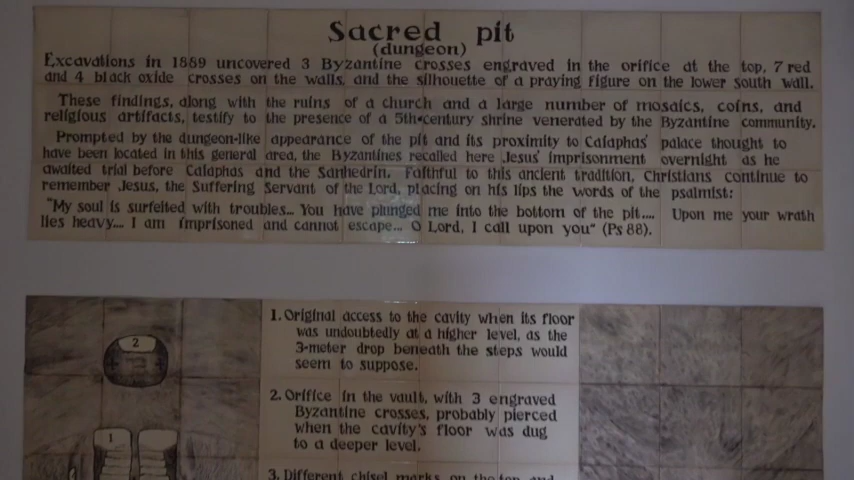 Sacred pit
(dungeon)
Excavations in 1889 uncovered 3 Byzantine crosses engraved in the orifice at the top, 7 red
and 4 black oxide crosses on the walls, and the silhouette of a praying figure on the lower south wall.
These findings, along with the ruins of a church and a large number of mosaics, coins, and
religious artifacts, testify to the presence of a 5th-century shrine venerated by the Byzantine community.
Prompted by the dungeon-like appearance of the pit and its proximity to Caiaphas' palace thought to
have been located in this general area, the Byzantines recalled here Jesus' imprisonment overnight as he
awaited trial before Caiaphas and the Sanhedrin. Faithful to this ancient tradition, Christians continue to
remember Jesus, the Suffering Servant of the Lord, placing on his lips the words of the psalmist:
"My soul is surfeited with troubles... You have plunged me into the bottom of the pit.... Upon me your wrath
lies heavy.... I am imprisoned and cannot escape... O Lord, I call upon you" (Ps 88).
1. Original access to the cavity when its floor
was undoubtedly at a higher level, as the
3-meter drop beneath the steps would
seem to suppose.
2. Orifice in the vault, with 3 engraved
Byzantine crosses, probably pierced
when the cavity's floor was dug
to a deeper level.
3. Different chisel marks on the top and
2
1